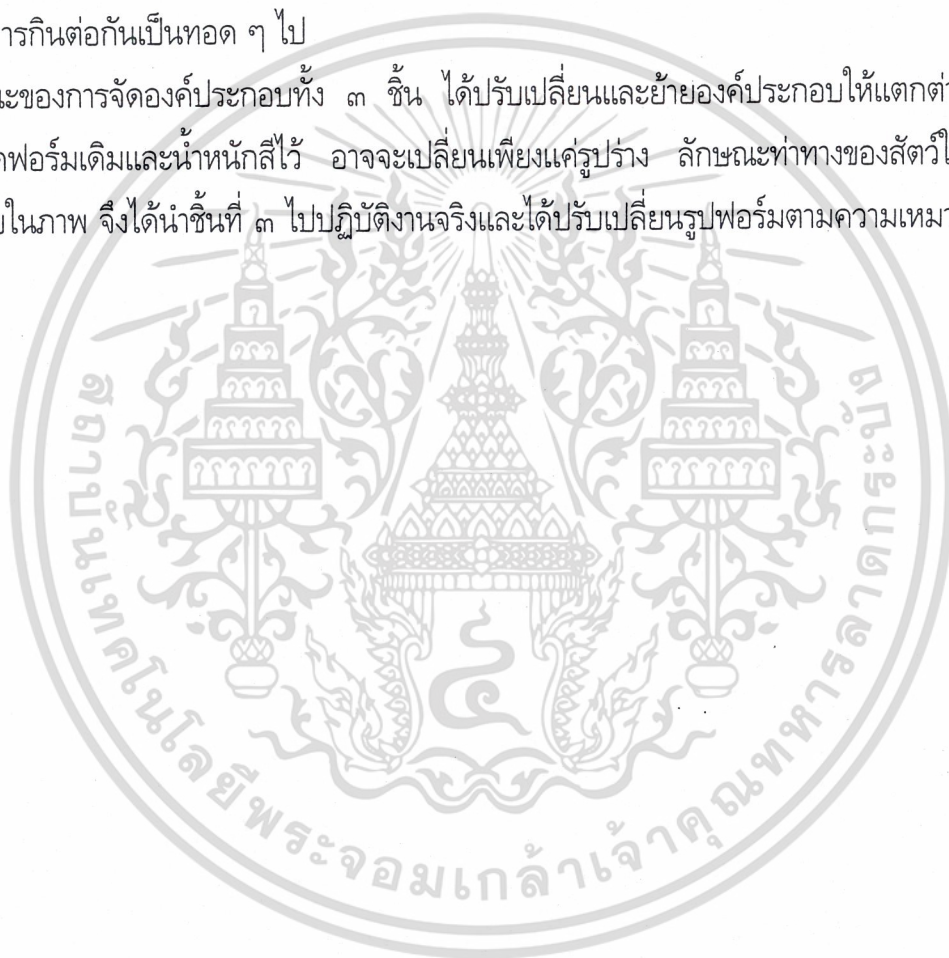 ารกินต่อกันเป็นทอด ๆ ไป
ณะของการจัดองค์ประกอบทั้ง ๓ ชิ้น ได้ปรับเปลี่ยนและย้ายองค์ประกอบให้แตกต่า
ฟอร์มเดิมและน้ำหนักสีไว้ อาจจะเปลี่ยนเพียงแค่รูปร่าง ลักษณะท่าทางของสัตว์ใ
ในภาพ จึงได้นำชิ้นที่ ๓ ไปปฏิบัติงานจริงและได้ปรับเปลี่ยนรูปฟอร์มตามความเหมา
สถาบันเทคโนโลยีพระจอมเกล้าเจ้าคุณทหารลาดกระบัง
๔